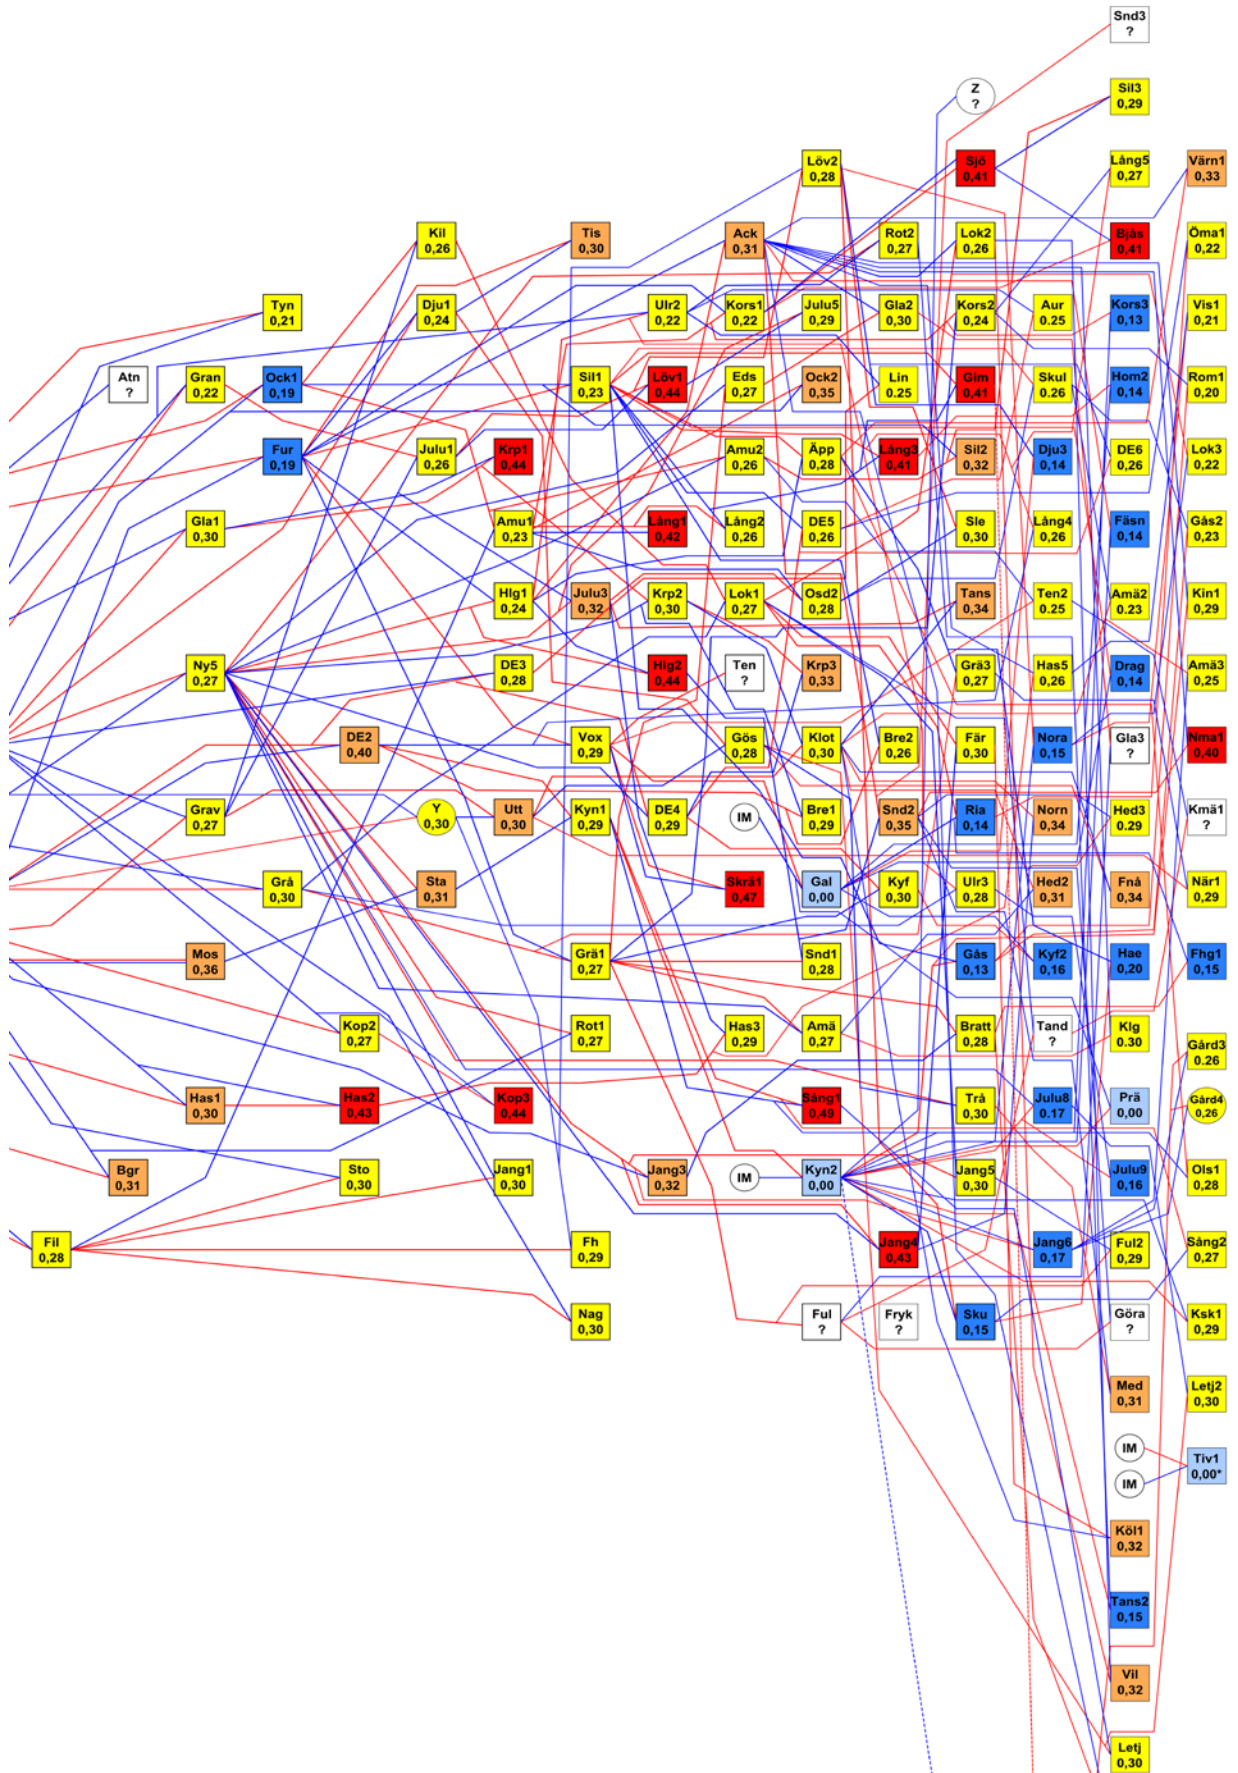 Snd3
?
Z
?
Sil3
0,29
Löv2
0,28
Sjö
0,41
Lång5
0,27
Värn1
0,33
Kil
0,26
Tis
0,30
Ack
0,31
Rot2
0,27
Lok2
0,26
Bjås
0,41
Öma1
0,22
Tyn
0,21
Dju1
0,24
Ulr2
0,22
Kors1
0,22
Julu5
0,29
Gla2
0,30
Kors2
0,24
Aur
0.25
Kors3
0,13
Vis1
0,21
Atn
?
Gran
0,22
Ock1
0,19
Sil1
0,23
Löv1
0,44
Eds
0,27
Ock2
0,35
Lin
0.25
Gim
0,41
Skul
0.26
Hom2
0,14
Rom1
0,20
Fur
0,19
Julu1
0,26
Krp1
0,44
Amu2
0,26
Äpp
0,28
Lång3
0,41
Sil2
0,32
Dju3
0,14
DE6
0,26
Lok3
0,22
Gla1
0,30
Amu1
0,23
Lång1
0,42
Lång2
0,26
DE5
0,26
Sle
0,30
Lång4
0,26
Fäsn
0,14
Gås2
0,23
Hlg1
0,24
Julu3
0,32
Krp2
0,30
Lok1
0,27
Osd2
0,28
Tans
0,34
Ten2
0.25
Amä2
0.23
Kin1
0,29
Ny5
0,27
DE3
0,28
Hlg2
0,44
Ten
?
Krp3
0,33
Grä3
0,27
Has5
0,26
Drag
0,14
Amä3
0,25
DE2
0,40
Vox
0,29
Gös
0,28
Klot
0,30
Bre2
0,26
Fär
0,30
Nora
0,15
Gla3
?
Nma1
0,40
Grav
0,27
Y
0,30
Utt
0,30
Kyn1
0,29
DE4
0,29
IM
Bre1
0,29
Snd2
0,35
Ria
0,14
Norn
0,34
Hed3
0.29
Kmä1
?
Grå
0,30
Sta
0,31
Skrä1
0,47
Gal
0,00
Kyf
0,30
Ulr3
0,28
Hed2
0,31
Fnå
0,34
När1
0,29
Mos
0,36
Grä1
0,27
Snd1
0,28
Gås
0,13
Kyf2
0,16
Hae
0,20
Fhg1
0,15
Kop2
0,27
Rot1
0,27
Has3
0,29
Amä
0,27
Bratt
0,28
Tand
?
Klg
0.30
Gård3
0.26
Has1
0,30
Has2
0,43
Kop3
0,44
Sång1
0,49
Trå
0,30
Julu8
0.17
Prä
0,00
Gård4
0,26
Bgr
0,31
Sto
0,30
Jang1
0,30
Jang3
0,32
IM
Kyn2
0,00
Jang5
0,30
Julu9
0,16
Ols1
0,28
Fil
0,28
Fh
0,29
Jang4
0,43
Jang6
0,17
Ful2
0,29
Sång2
0,27
Nag
0,30
Ful
?
Fryk
?
Sku
0,15
Göra
?
Ksk1
0,29
Med
0,31
Letj2
0,30
IM
Tiv1
0,00*
IM
Köl1
0,32
Tans2
0,15
Vil
0,32
Letj
0,30